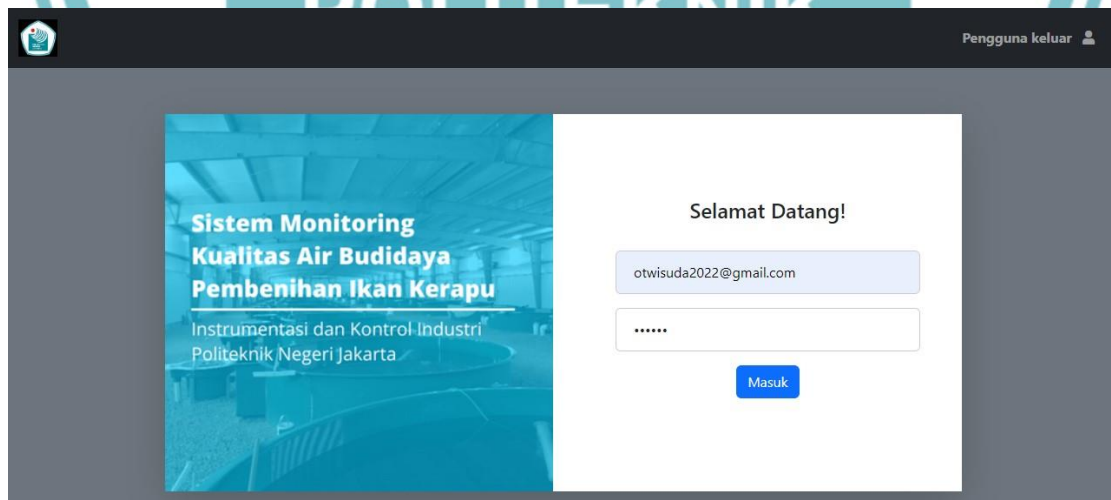 POLITEKNIK
Pengguna keluar
Sistem Monitoring
Kualitas Air Budidaya
Pembenihan Ikan Kerapu
Instrumentasi dan Kontrol Industri
Politeknik Negeri Jakarta
Selamat Datang!
otwisuda2022@gmail.com
••••••
Masuk